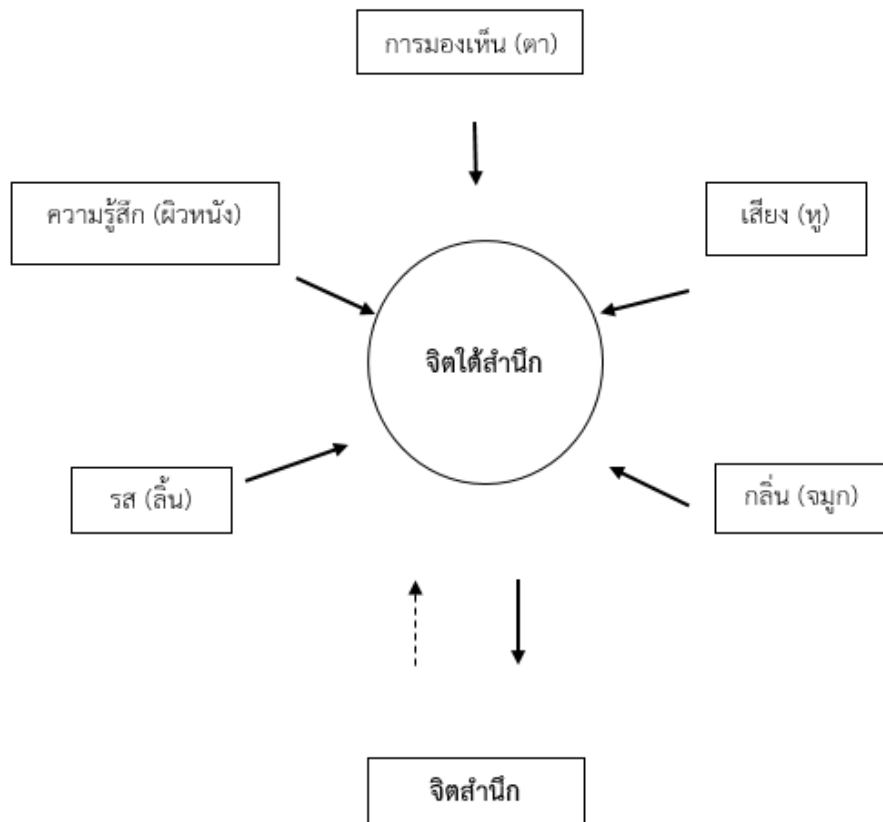 การมองเห็น (ตา)
ความรู้สึก (ผิวหนัง)
เสียง (หู)
จิตใต้สำนึก
รส (ลิ้น)
กลิ่น (จมูก)
จิตสำนึก